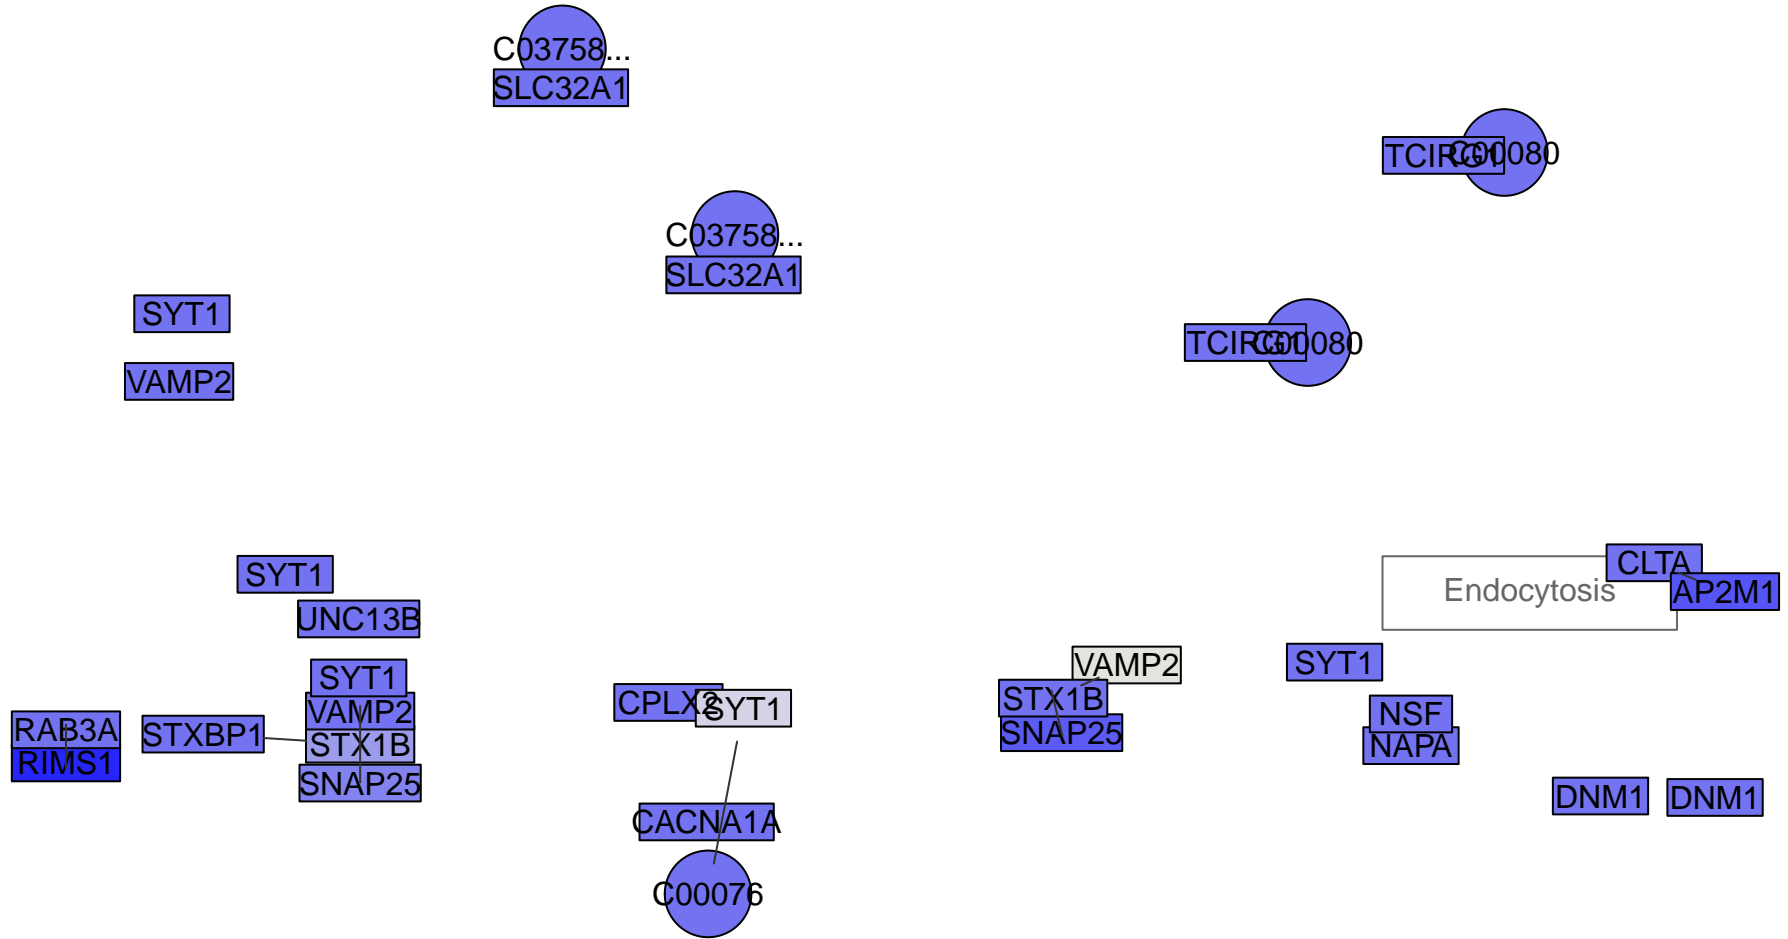 C03758...
SLC32A1
TCIRG1
C00080
C03758...
SLC32A1
SYT1
TCIRG1
C00080
VAMP2
SYT1
CLTA
Endocytosis
AP2M1
UNC13B
SYT1
VAMP2
SYT1
CPLX2
SYT1
STX1B
VAMP2
NSF
RAB3A
STXBP1
STX1B
SNAP25
NAPA
RIMS1
SNAP25
DNM1
DNM1
CACNA1A
C00076